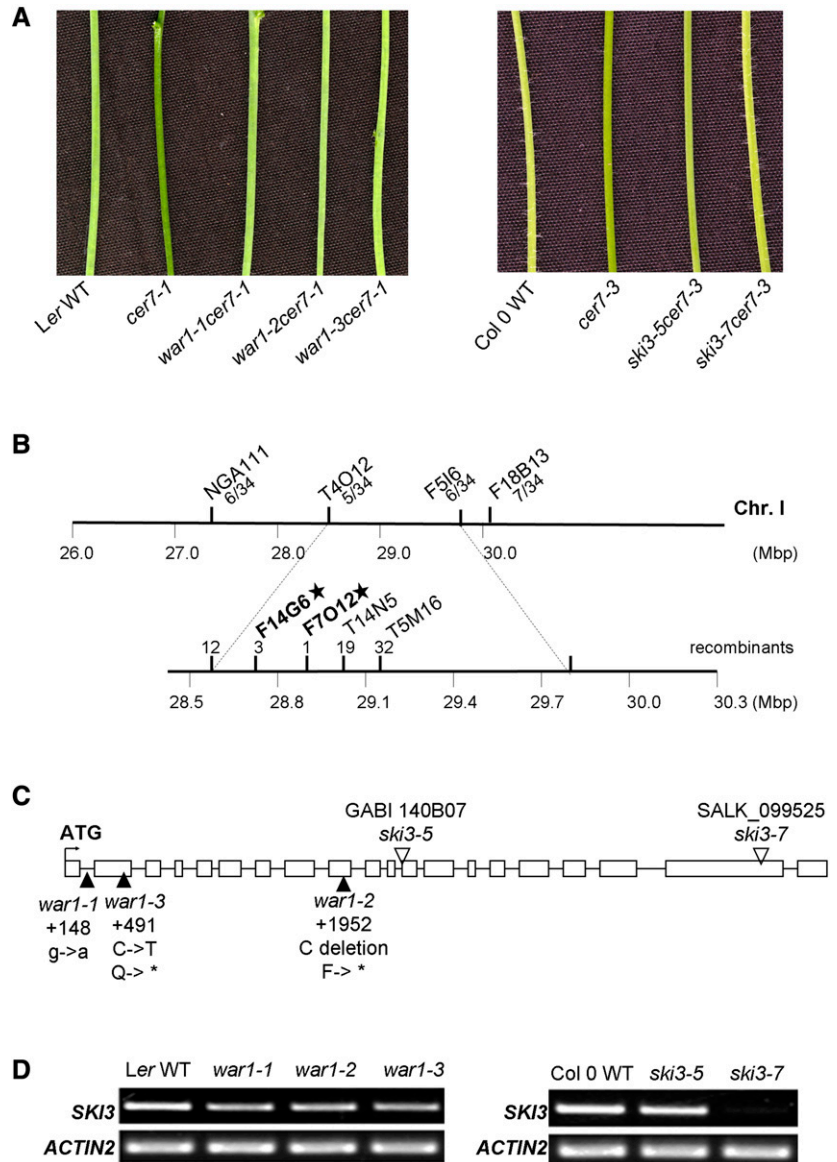 A
Ler WT
cer7-1
war1-1cer7-1
war1-2cer7-1
war1-3cer7-1
Col 0 WT
cer7-3
ski3-5cer7-3
ski3-7cer7-3
B
NGA111
6/34
T4O12
5/34
F5I6
6/34
F18B13
7/34
Chr. I
26.0 27.0 28.0 29.0 30.0 (Mbp)
F14G6★
F7O12★
T14N5
T5M16
12 3 1 19 32 recombinants
28.5 28.8 29.1 29.4 29.7 30.0 30.3 (Mbp)
C
GABI 140B07 SALK_099525
ATG ski3-5 ski3-7
war1-1 war1-3 war1-2
+148 +491 +1952
g->a C->T C deletion
Q-> * F-> *
D
Ler WT war1-1 war1-2 war1-3
SKI3
ACTIN2
Col 0 WT ski3-5 ski3-7
SKI3
ACTIN2